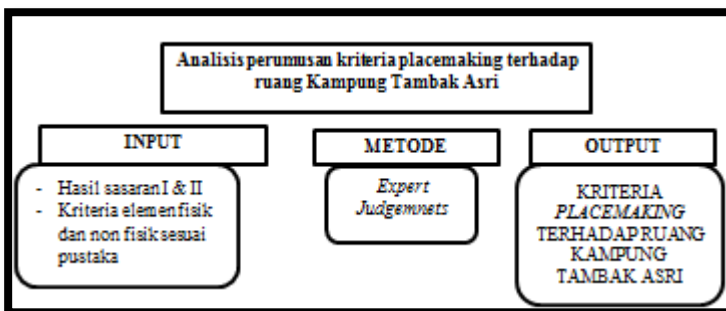 Analisis perumusan kriteria placemaking terhadap
ruang Kampung Tambak Asri
INPUT
- Hasil sasaran I & II
- Kriteria elemen fisik
dan non fisik sesuai
pustaka
METODE
Expert
Judgemnets
OUTPUT
KRITERIA
PLACEMAKING
TERHADAP RUANG
KAMPUNG
TAMBAK ASRI